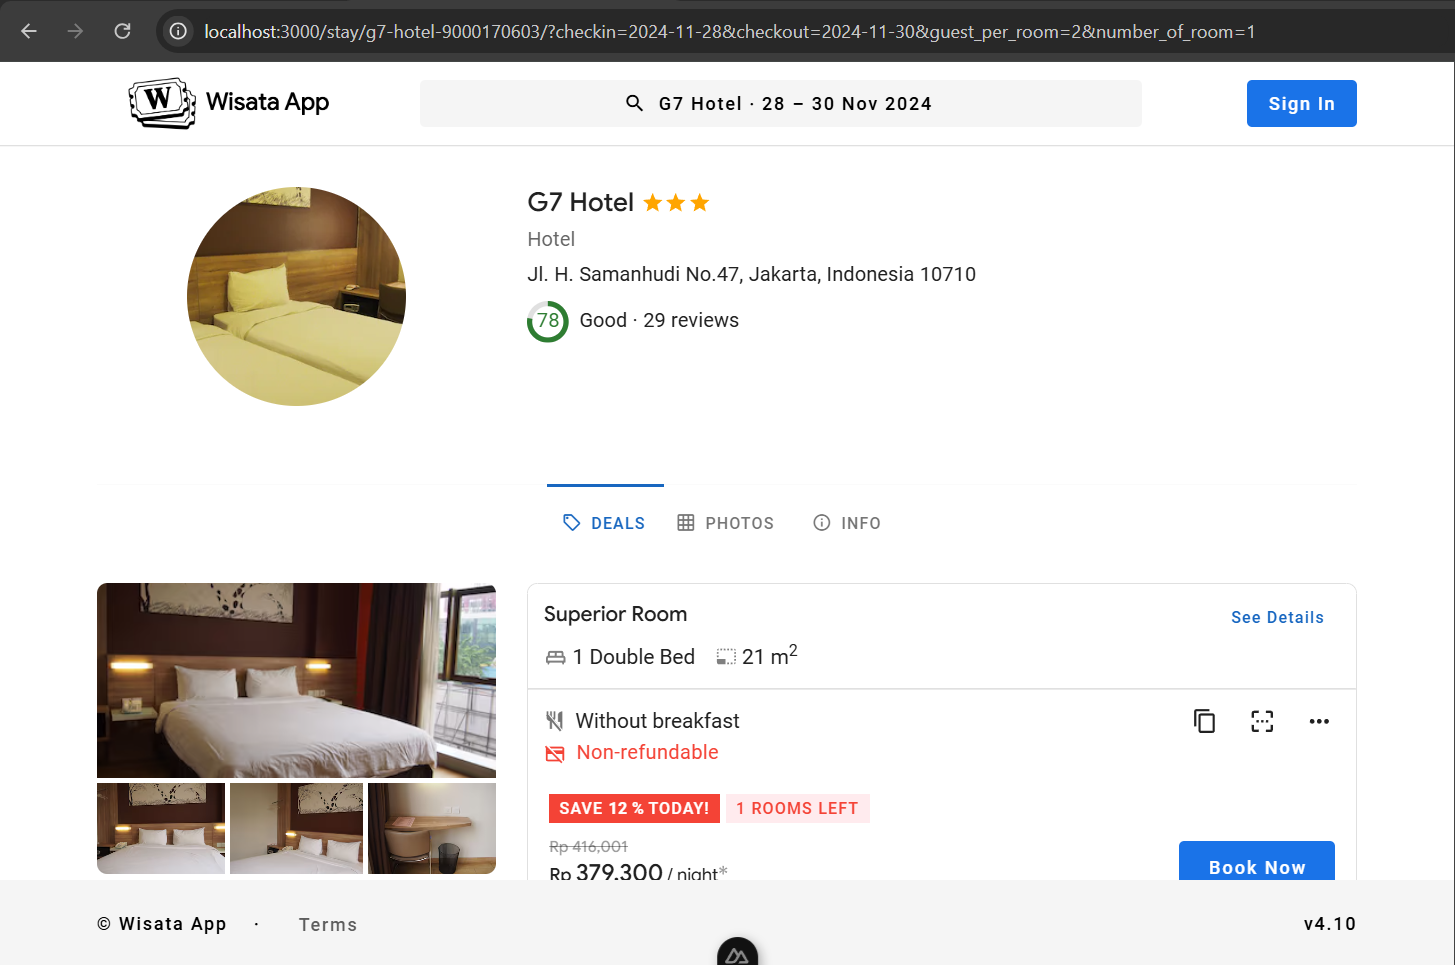 localhost:3000/stay/g7-hotel-9000170603/?checkin=2024-11-28&checkout=2024-11-30&guest_per_room=2&number_of_room=1
W Wisata App
G7 Hotel · 28 – 30 Nov 2024
Sign In
G7 Hotel
Hotel
Jl. H. Samanhudi No.47, Jakarta, Indonesia 10710
78 Good · 29 reviews
DEALS PHOTOS INFO
Superior Room
See Details
1 Double Bed 21 m²
Without breakfast
Non-refundable
SAVE 12 % TODAY! 1 ROOMS LEFT
Rp 416,001
Rp 379,300 / night*
Book Now
© Wisata App · Terms
v4.10